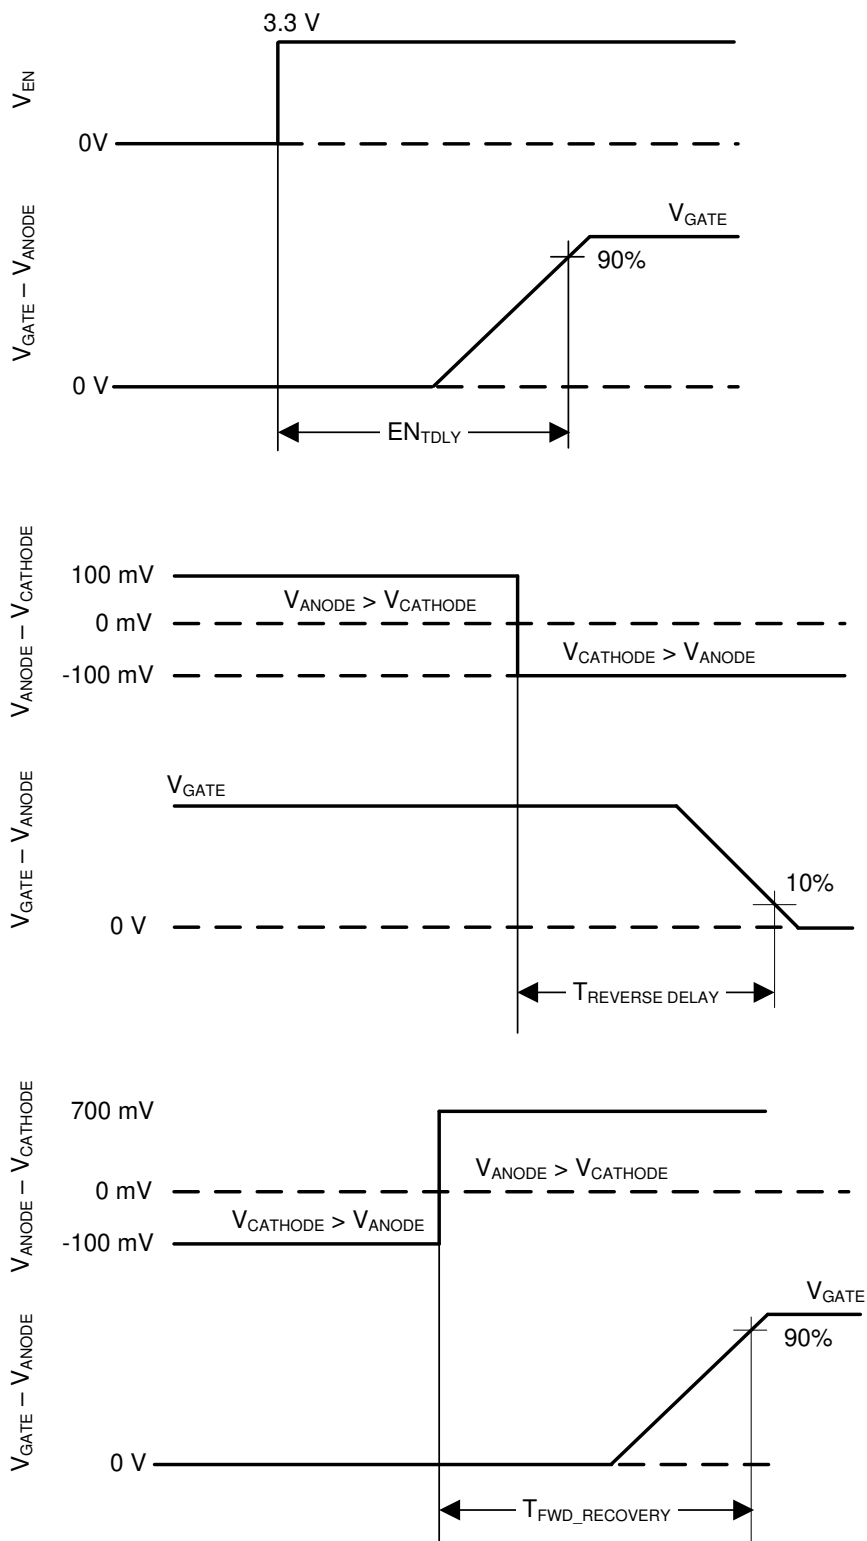 3.3 V
V_EN
0V
V_GATE – V_ANODE
V_GATE
90%
0 V
EN_TDLY
V_ANODE – V_CATHODE
100 mV
V_ANODE > V_CATHODE
0 mV
V_CATHODE > V_ANODE
-100 mV
V_GATE – V_ANODE
V_GATE
10%
0 V
T_REVERSE DELAY
V_ANODE – V_CATHODE
700 mV
V_ANODE > V_CATHODE
0 mV
V_CATHODE > V_ANODE
-100 mV
V_GATE – V_ANODE
V_GATE
90%
0 V
T_FWD_RECOVERY